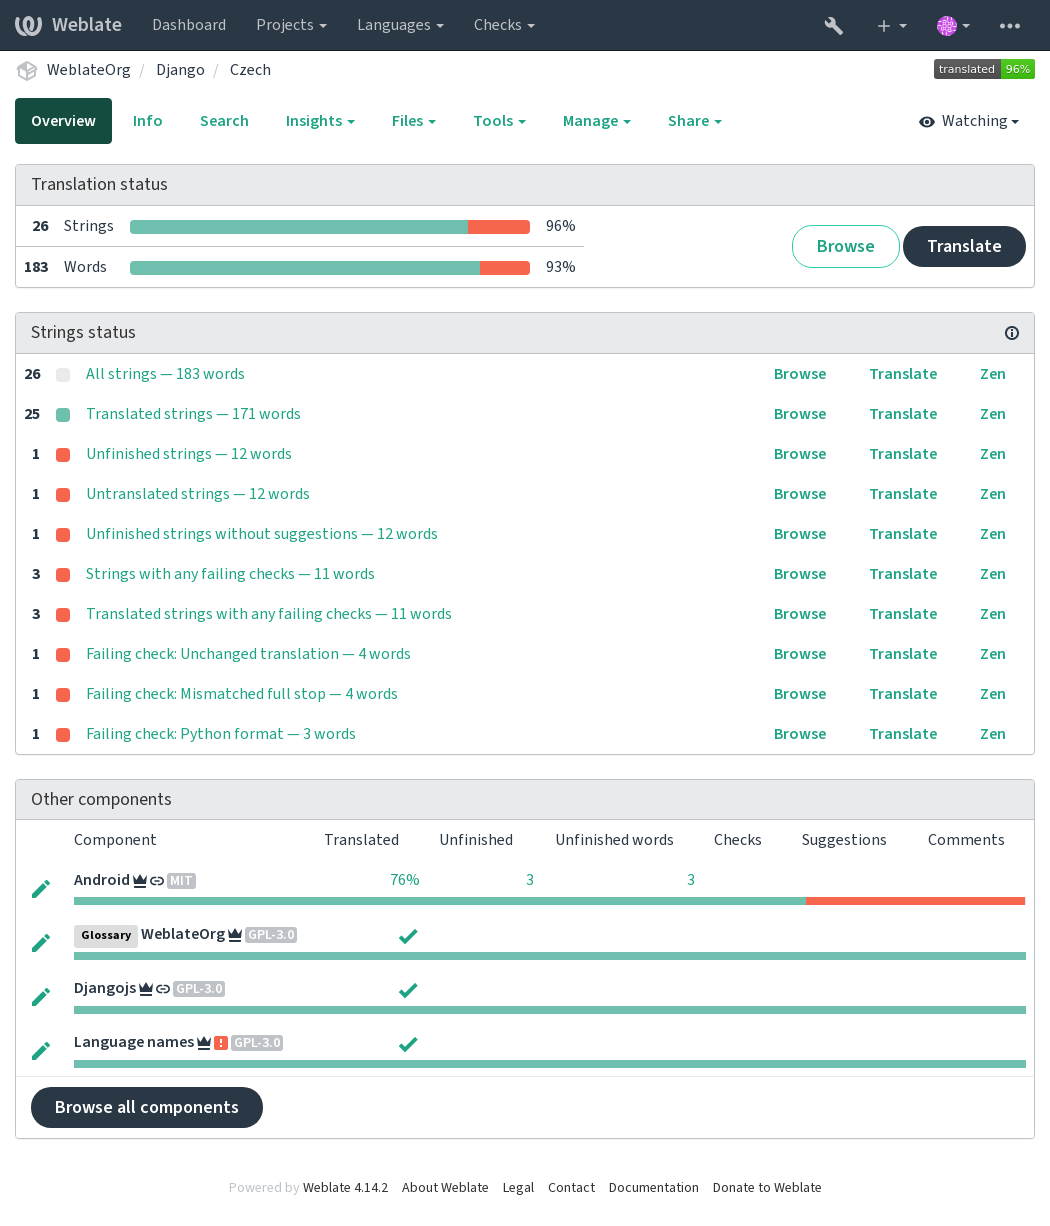 Weblate Dashboard Projects Languages Checks
WeblateOrg / Django / Czech translated 96%
Overview Info Search Insights Files Tools Manage Share Watching
Translation status
26 Strings 96%
183 Words 93%
Browse Translate
Strings status
26 All strings — 183 words Browse Translate Zen
25 Translated strings — 171 words Browse Translate Zen
1 Unfinished strings — 12 words Browse Translate Zen
1 Untranslated strings — 12 words Browse Translate Zen
1 Unfinished strings without suggestions — 12 words Browse Translate Zen
3 Strings with any failing checks — 11 words Browse Translate Zen
3 Translated strings with any failing checks — 11 words Browse Translate Zen
1 Failing check: Unchanged translation — 4 words Browse Translate Zen
1 Failing check: Mismatched full stop — 4 words Browse Translate Zen
1 Failing check: Python format — 3 words Browse Translate Zen
Other components
Component Translated Unfinished Unfinished words Checks Suggestions Comments
Android MIT 76% 3 3
Glossary WeblateOrg GPL-3.0
Djangojs GPL-3.0
Language names GPL-3.0
Browse all components
Powered by Weblate 4.14.2 About Weblate Legal Contact Documentation Donate to Weblate